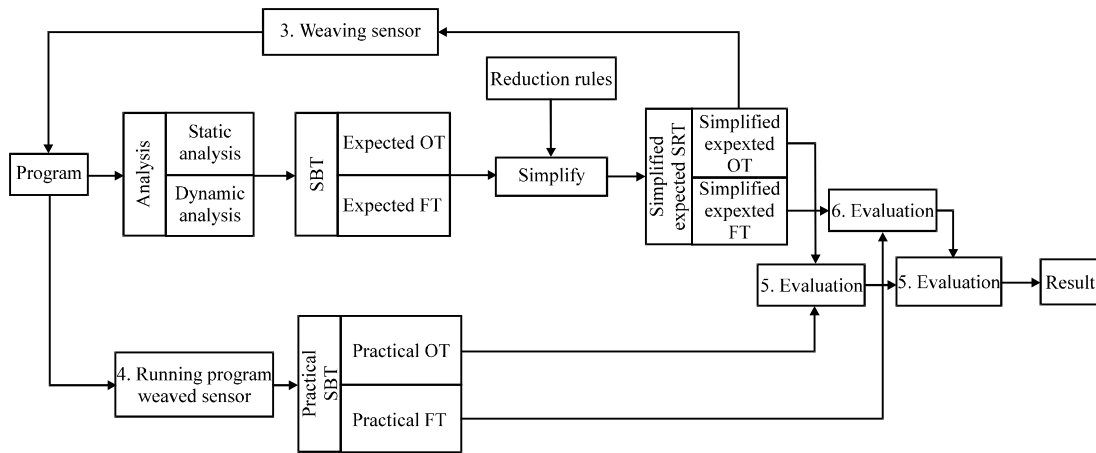 3. Weaving sensor
Reduction rules
Program
Analysis
Static
analysis
Dynamic
analysis
SBT
Expected OT
Expected FT
Simplify
Simplified
expected SRT
Simplified
expexted
OT
Simplified
expexted
FT
6. Evaluation
5. Evaluation
5. Evaluation
Result
4. Running program
weaved sensor
Practical
SBT
Practical OT
Practical FT